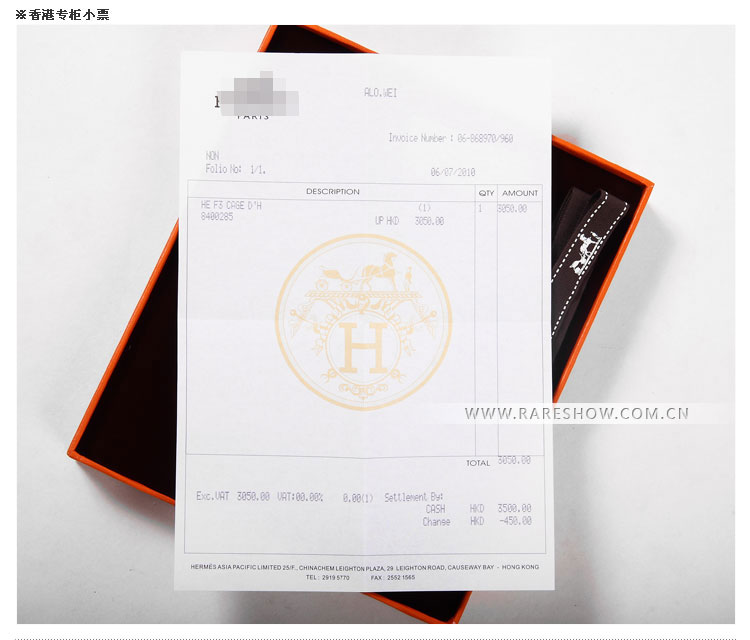 ※香港专柜小票
PARIS
ALO.WEI
Invoice Number : 06-868970/960
NON
Folio No: 1/1.
06/07/2010
DESCRIPTION QTY AMOUNT
HE F3 CAGE D'H (1) 1 3050.00
8400285 UP HKD 3050.00
H
WWW.RARESHOW.COM.CN
TOTAL 3050.00
Exc.VAT 3050.00 VAT:00.00% 0.00(1) Settlement By:
CASH HKD 3500.00
Change HKD -450.00
HERMES ASIA PACIFIC LIMITED 25/F., CHINACHEM LEIGHTON PLAZA, 29 LEIGHTON ROAD, CAUSEWAY BAY - HONG KONG
TEL : 2919 5770 FAX : 2552 1565